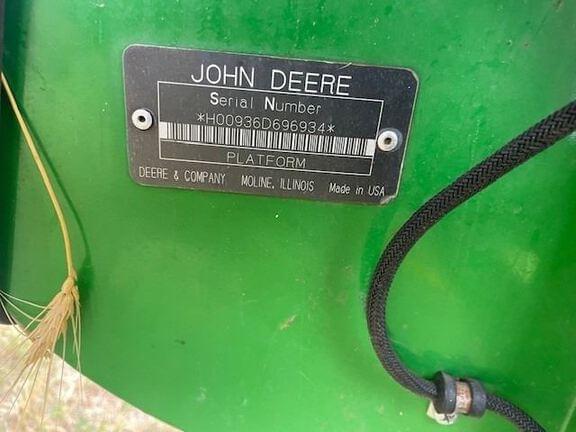 JOHN DEERE
Serial Number
*H00936D696934*
PLATFORM
DEERE & COMPANY MOLINE, ILLINOIS Made in USA